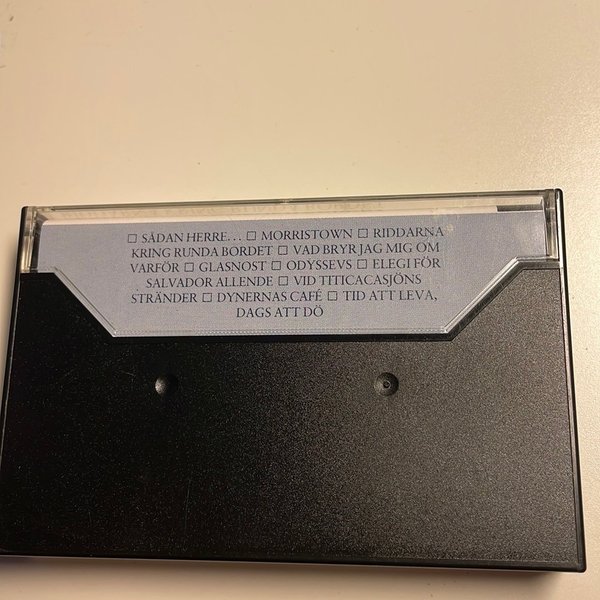 □ SÅDAN HERRE... □ MORRISTOWN □ RIDDARNA
KRING RUNDA BORDET □ VAD BRYR JAG MIG OM
VARFÖR □ GLASNOST □ ODYSSEVS □ ELEGI FÖR
SALVADOR ALLENDE □ VID TITICACASJÖNS
STRÄNDER □ DYNERNAS CAFÉ □ TID ATT LEVA,
DAGS ATT DÖ